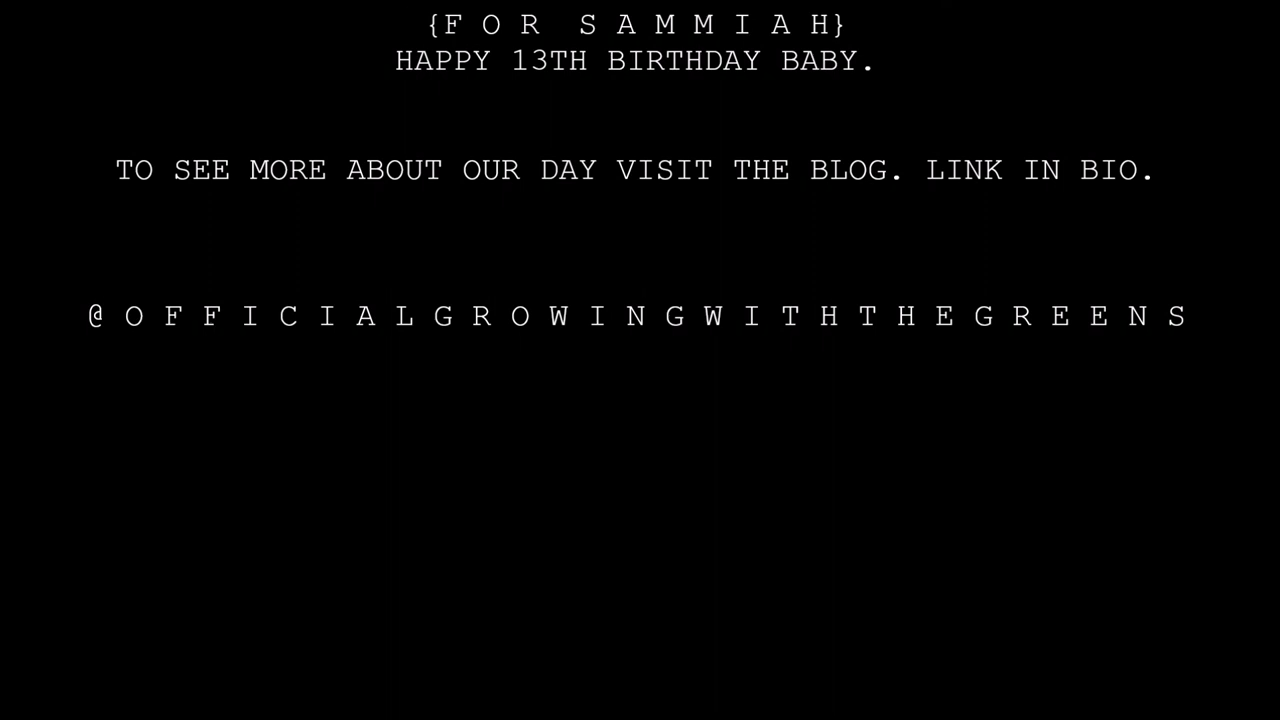 {F O R  S A M M I A H}
HAPPY 13TH BIRTHDAY BABY.
TO SEE MORE ABOUT OUR DAY VISIT THE BLOG. LINK IN BIO.
@ O F F I C I A L G R O W I N G W I T H T H E G R E E N S